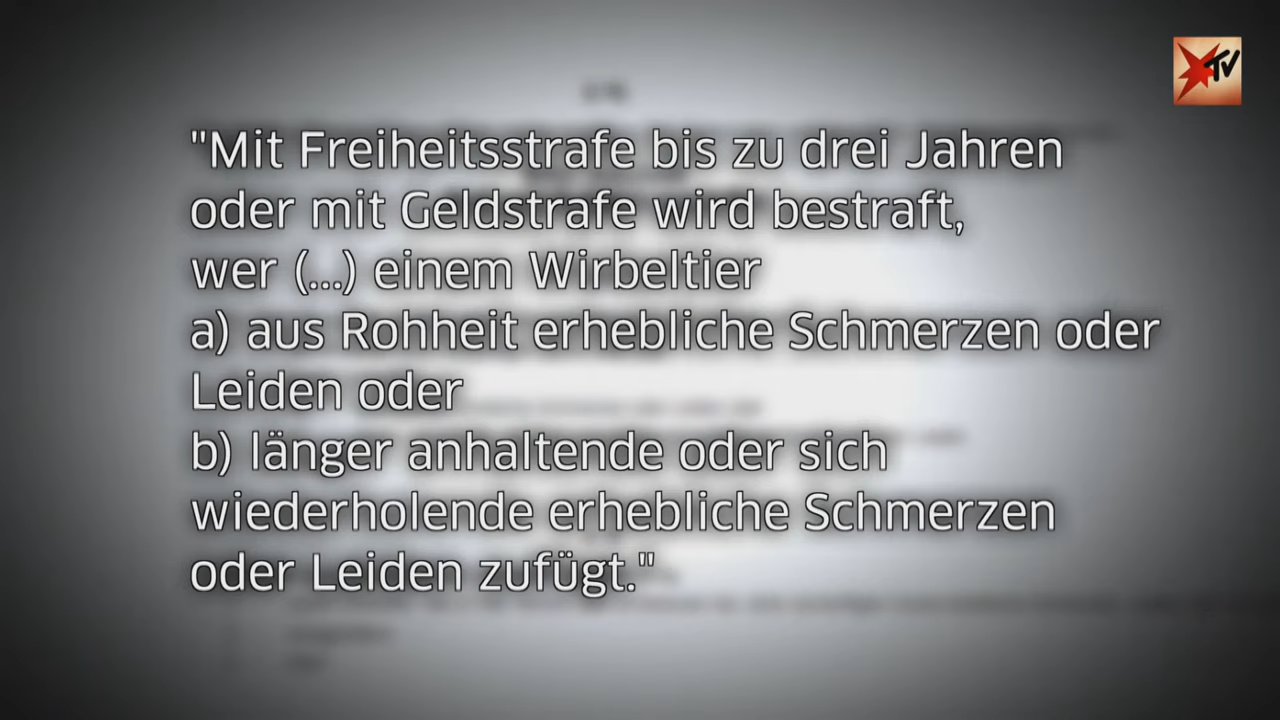 TV
"Mit Freiheitsstrafe bis zu drei Jahren
oder mit Geldstrafe wird bestraft,
wer (...) einem Wirbeltier
a) aus Rohheit erhebliche Schmerzen oder
Leiden oder
b) länger anhaltende oder sich
wiederholende erhebliche Schmerzen
oder Leiden zufügt."